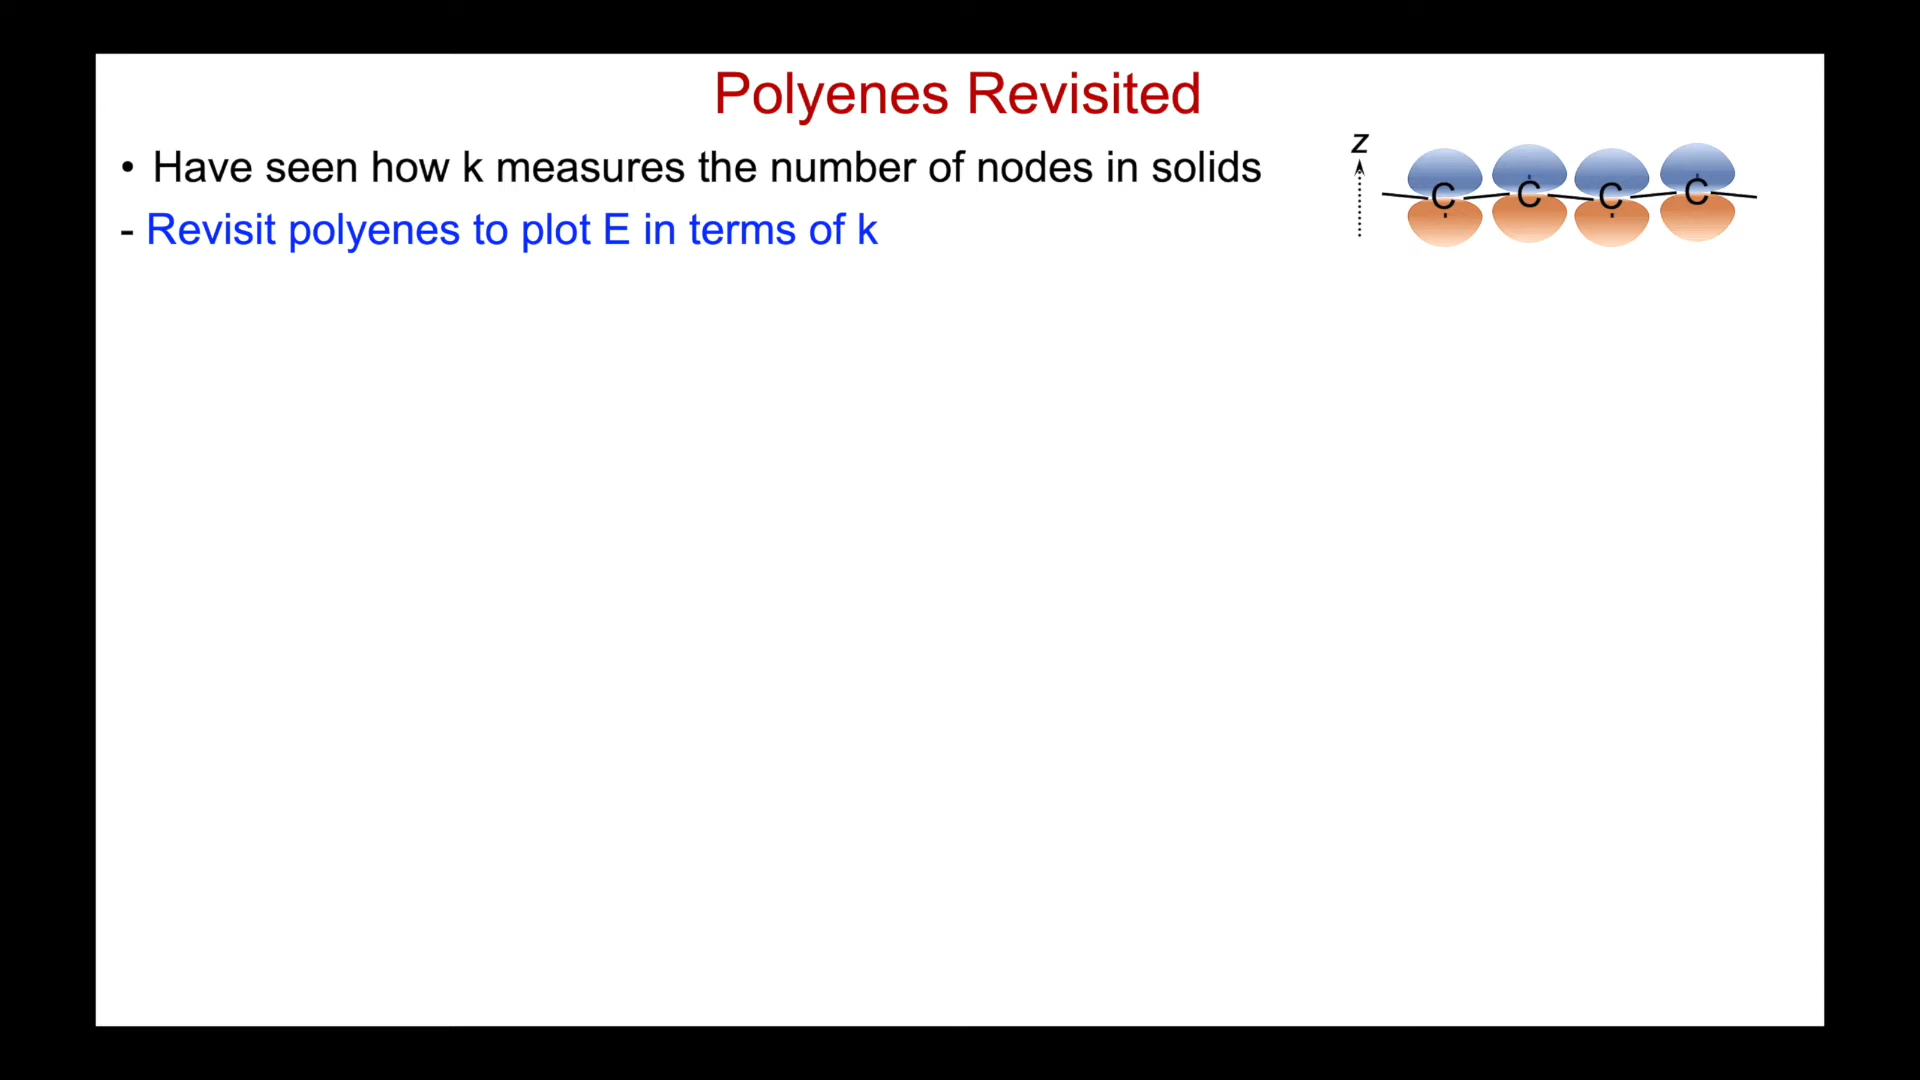 Polyenes Revisited
• Have seen how k measures the number of nodes in solids
- Revisit polyenes to plot E in terms of k
z
C C C C